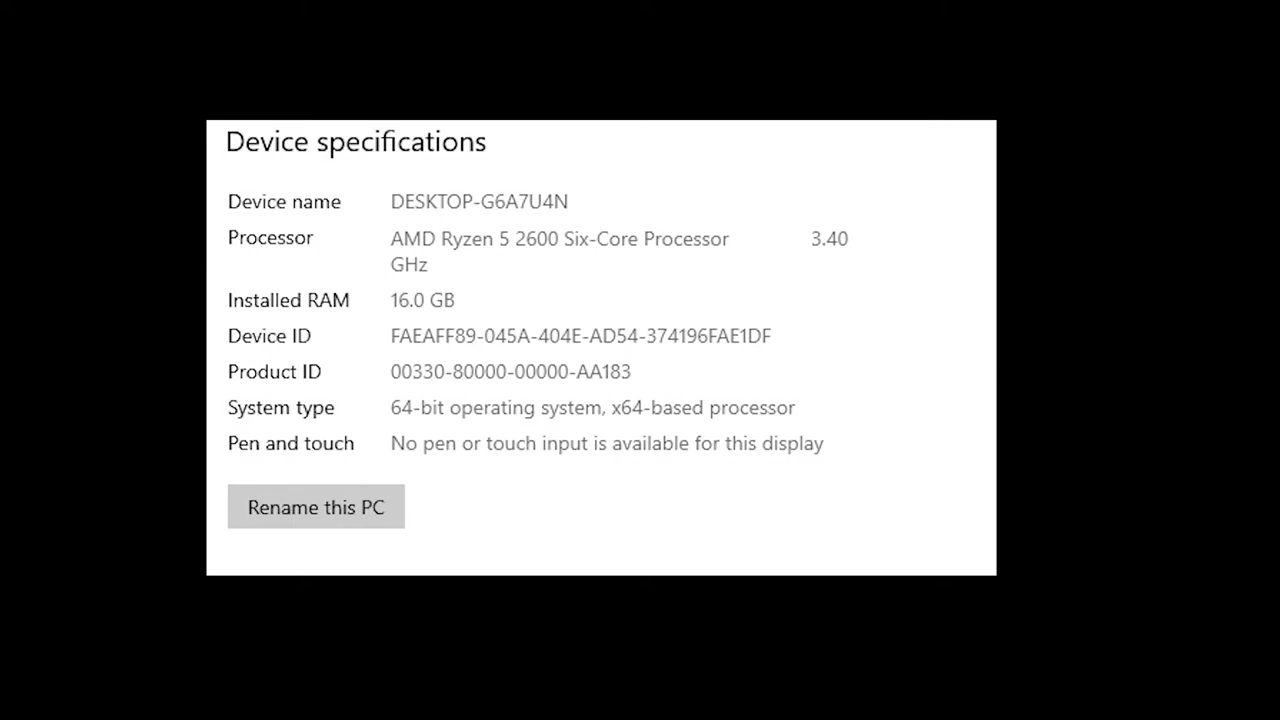 Device specifications
Device name DESKTOP-G6A7U4N
Processor AMD Ryzen 5 2600 Six-Core Processor 3.40
GHz
Installed RAM 16.0 GB
Device ID FAEAFF89-045A-404E-AD54-374196FAE1DF
Product ID 00330-80000-00000-AA183
System type 64-bit operating system, x64-based processor
Pen and touch No pen or touch input is available for this display
Rename this PC